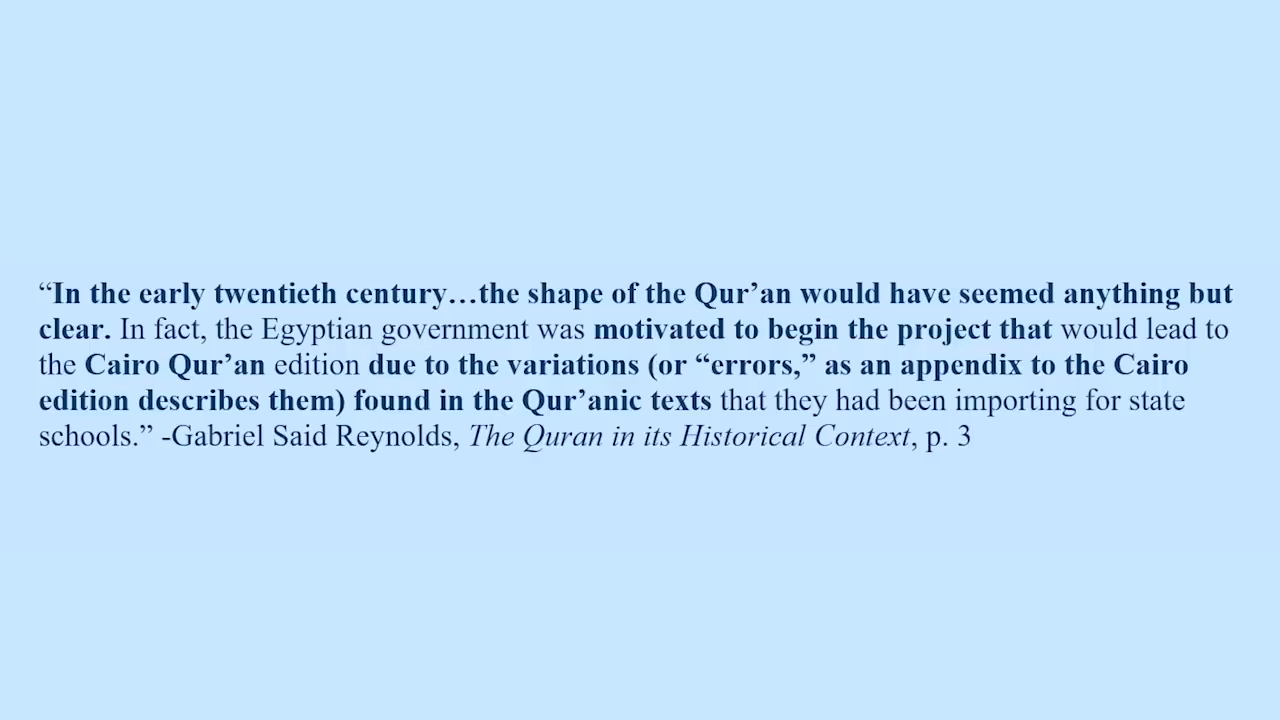 “In the early twentieth century…the shape of the Qur’an would have seemed anything but
clear. In fact, the Egyptian government was motivated to begin the project that would lead to
the Cairo Qur’an edition due to the variations (or “errors,” as an appendix to the Cairo
edition describes them) found in the Qur’anic texts that they had been importing for state
schools.” -Gabriel Said Reynolds, The Quran in its Historical Context, p. 3